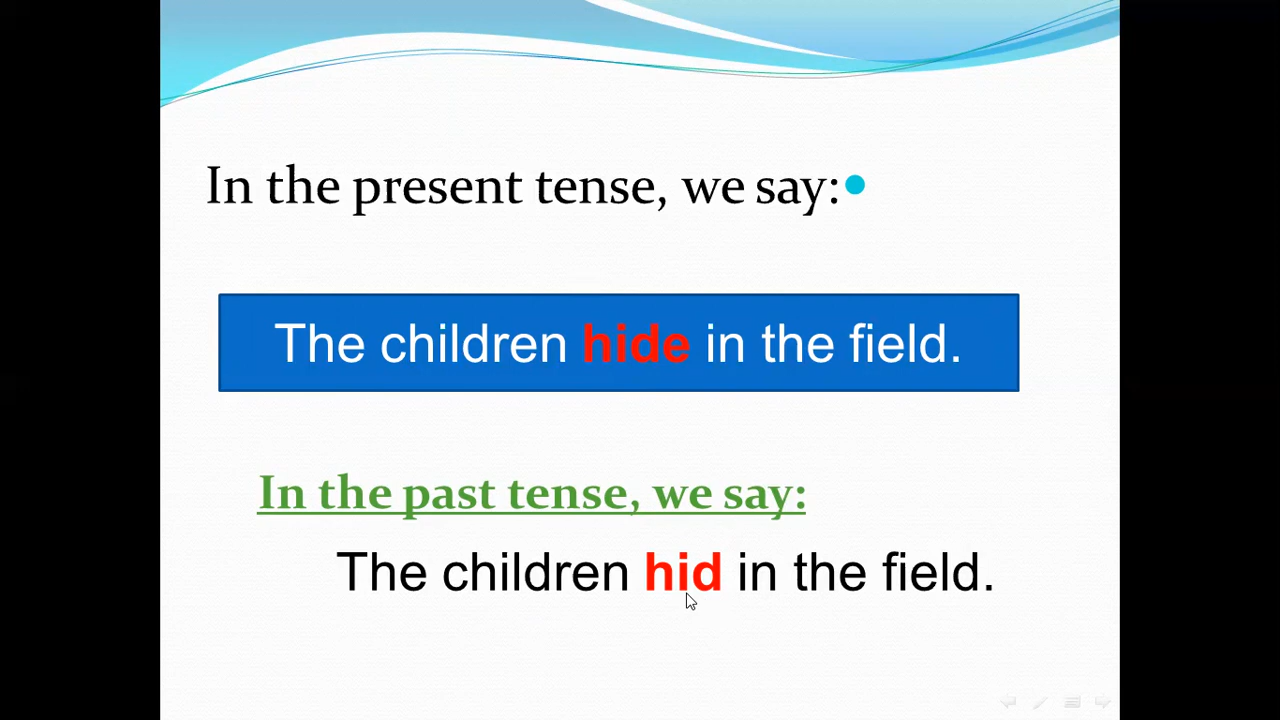 In the present tense, we say:•
The children hide in the field.
In the past tense, we say:
The children hid in the field.